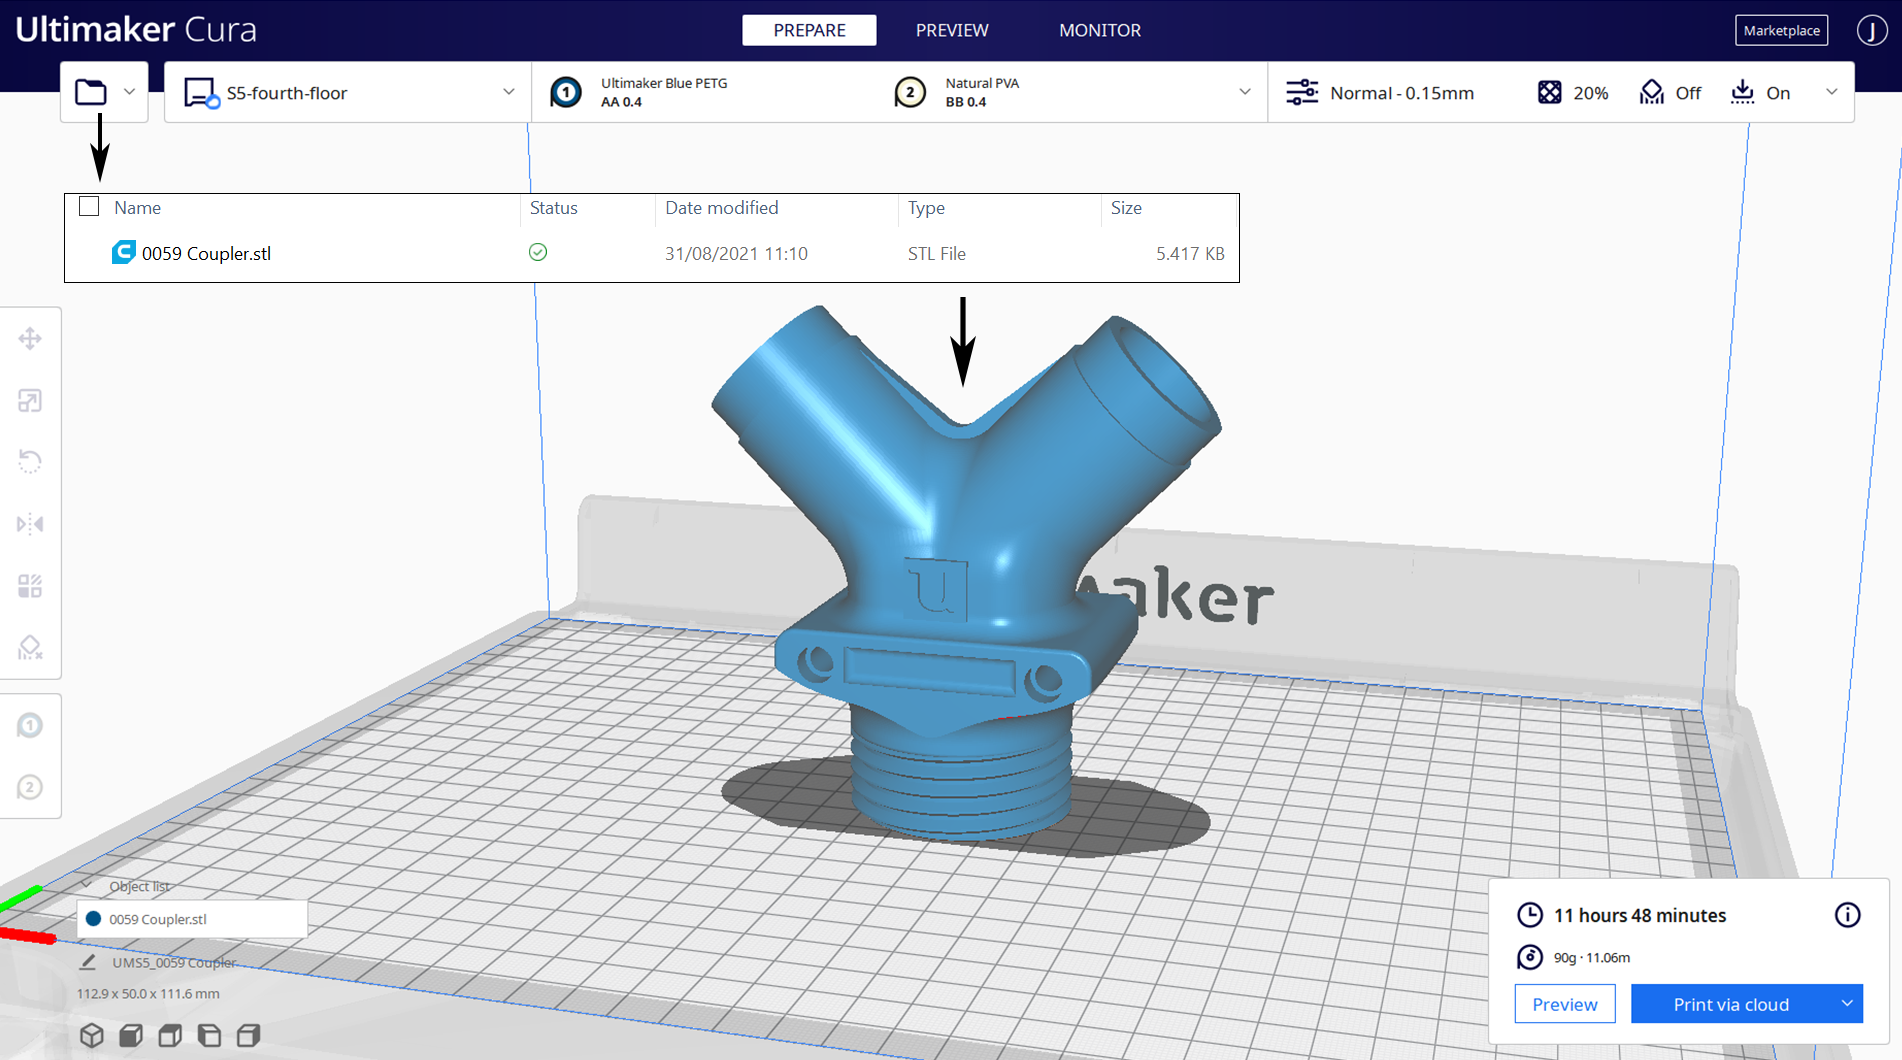 Ultimaker Cura
PREPARE
PREVIEW
MONITOR
Marketplace
J
S5-fourth-floor
1
Ultimaker Blue PETG
AA 0.4
2
Natural PVA
BB 0.4
Normal - 0.15mm
20%
Off
On
Name
Status
Date modified
Type
Size
0059 Coupler.stl
31/08/2021 11:10
STL File
5.417 KB
u
aker
1
2
Object list
0059 Coupler.stl
UMS5_0059 Coupler
112.9 x 50.0 x 111.6 mm
11 hours 48 minutes
90g · 11.06m
Preview
Print via cloud